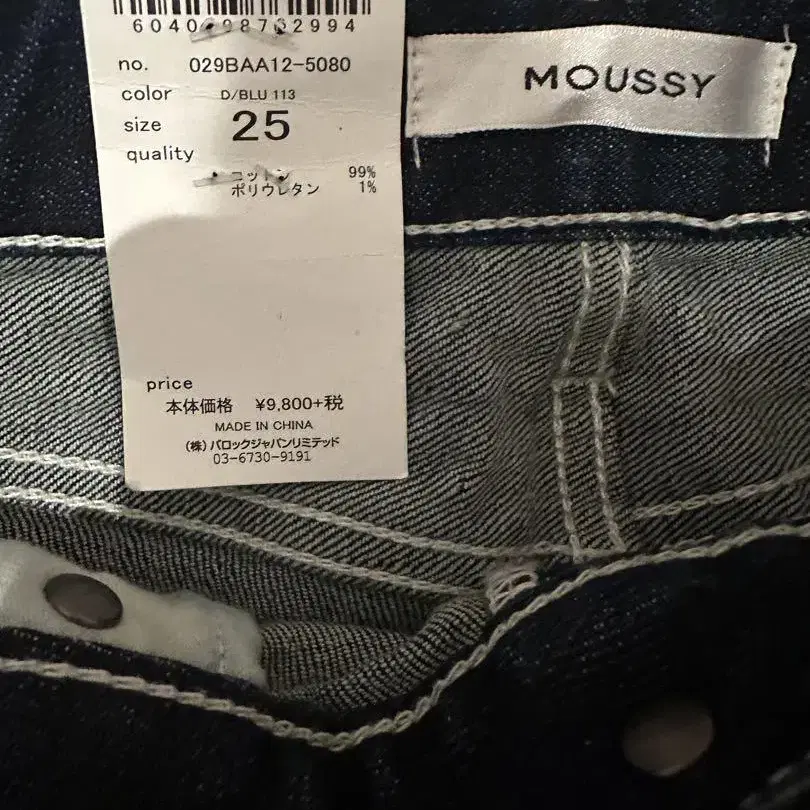 no. 029BAA12-5080
color D/BLU 113
size 25
quality
コットン 99%
ポリウレタン 1%
price
本体価格 ¥9,800+税
MADE IN CHINA
(株)バロックジャパンリミテッド
03-6730-9191
MOUSSY